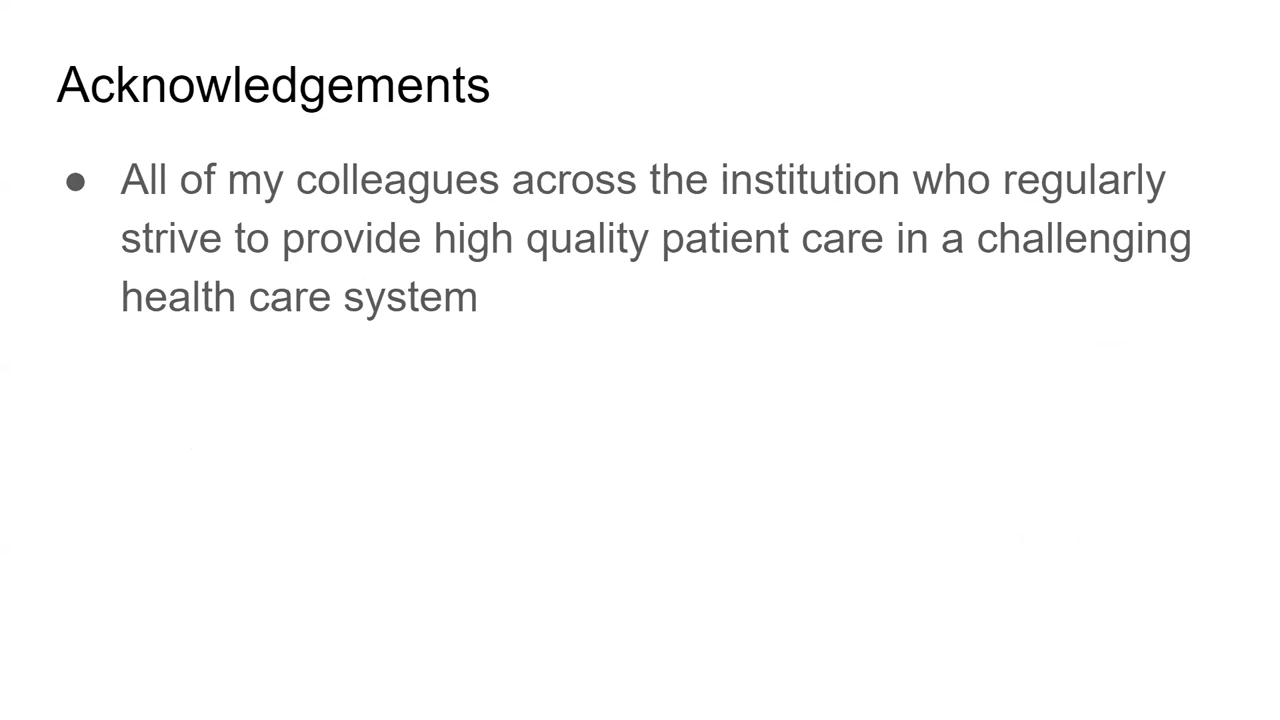 Acknowledgements
● All of my colleagues across the institution who regularly
strive to provide high quality patient care in a challenging
health care system